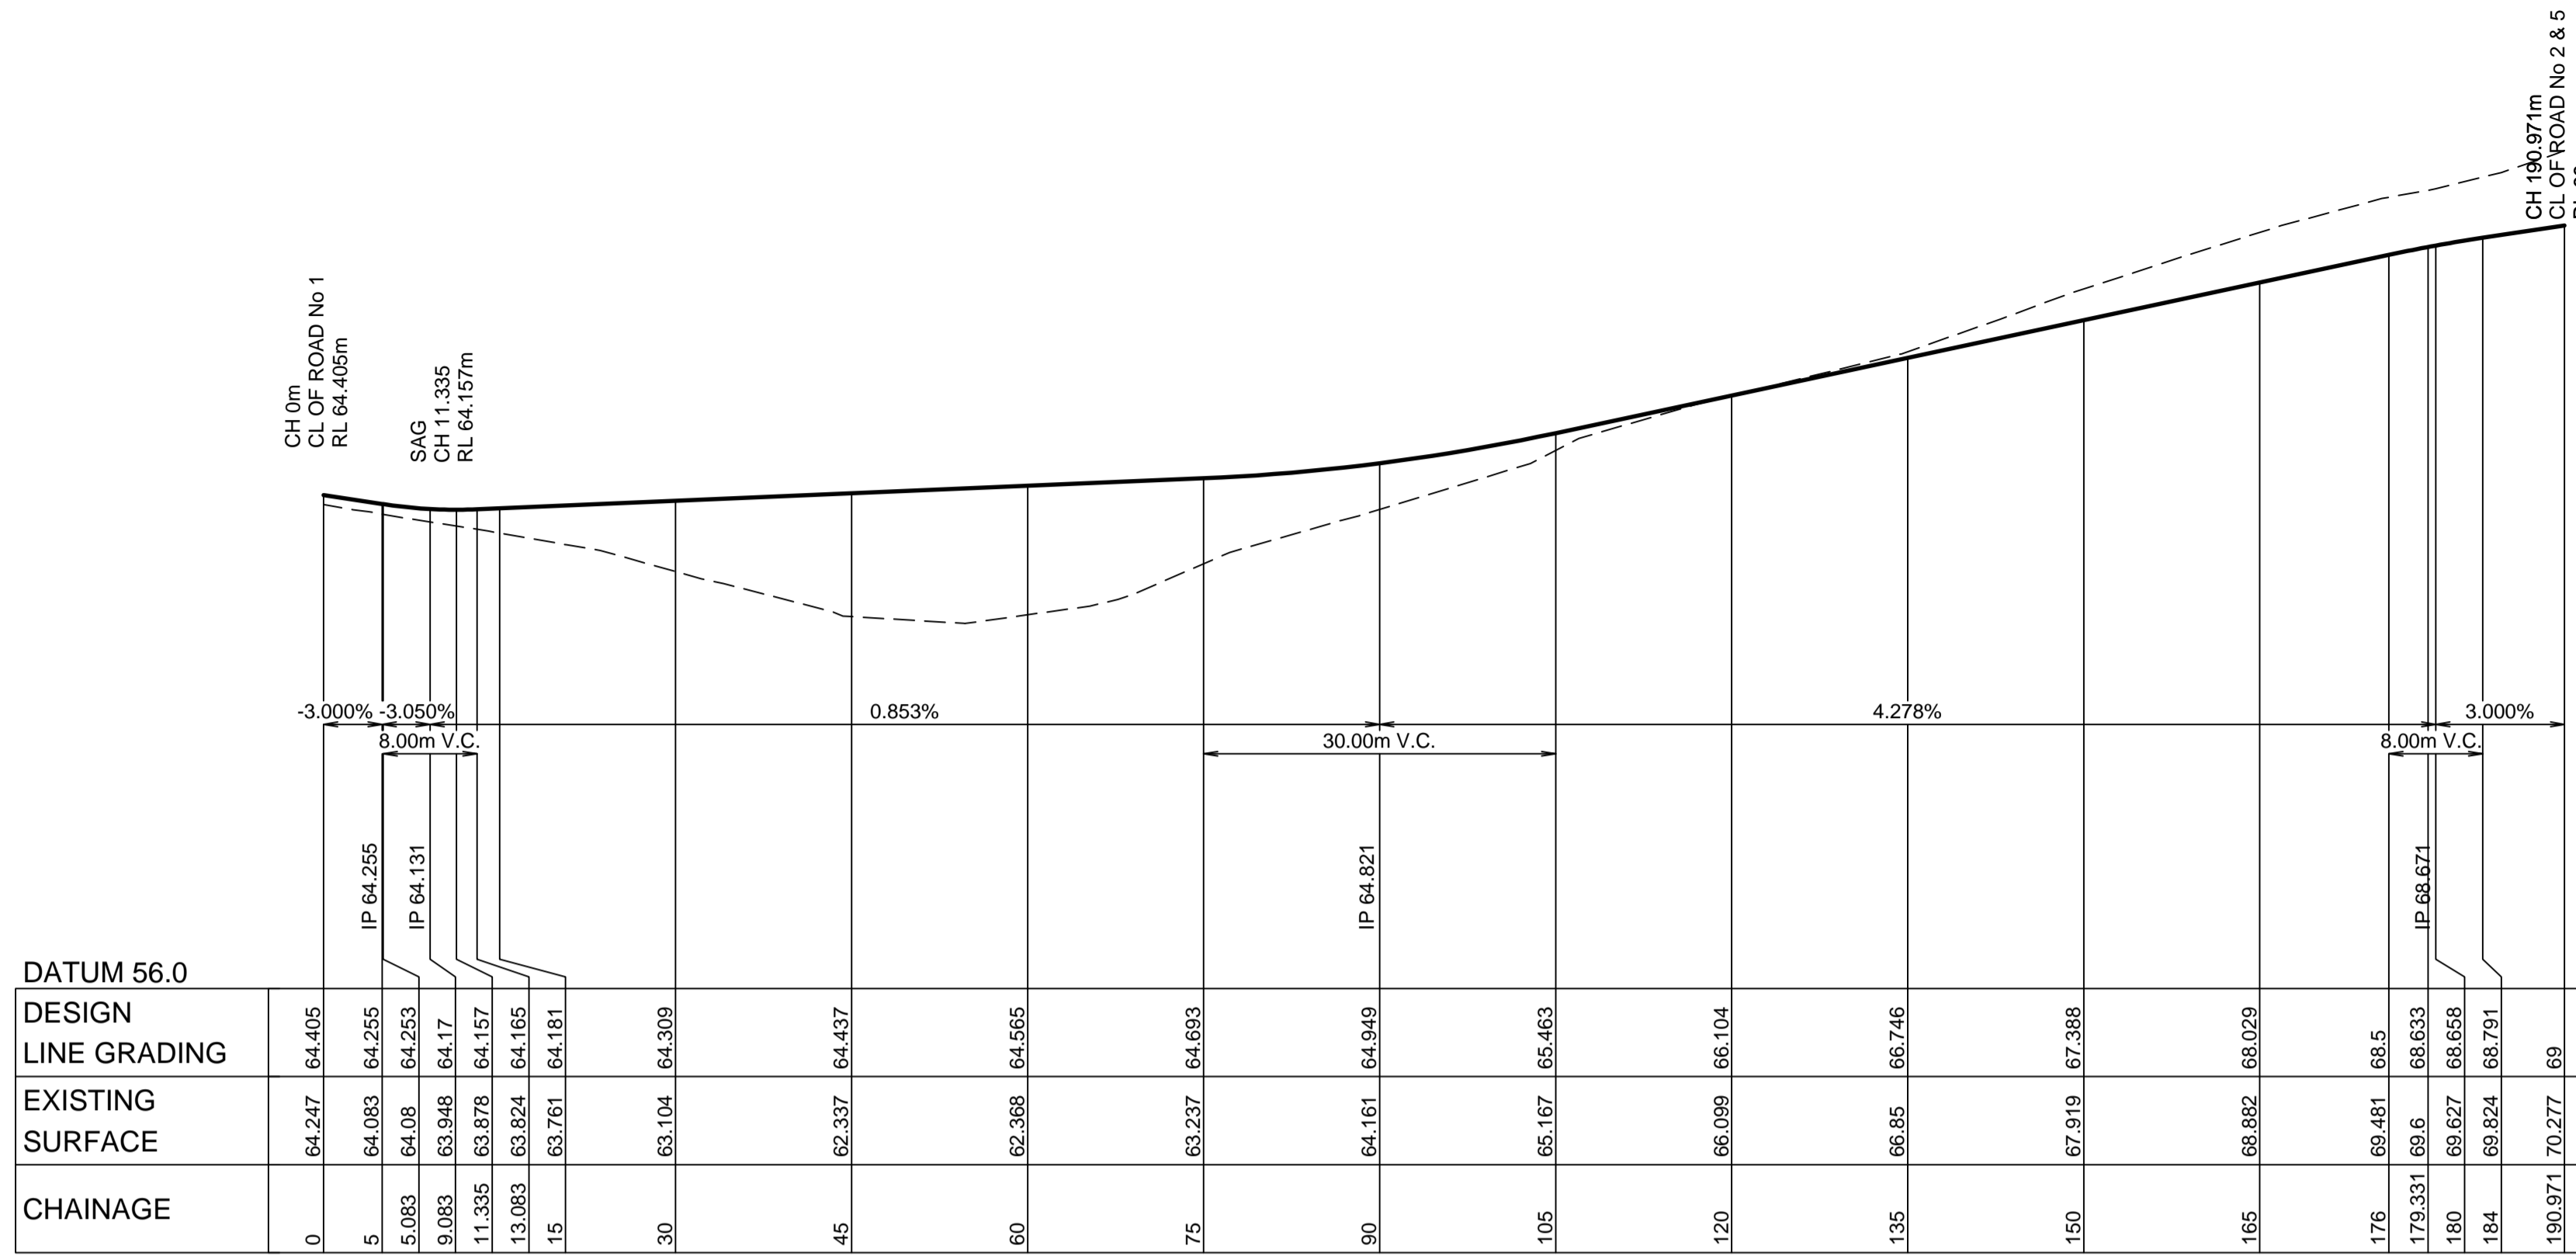 CH 190.971m
CL OF ROAD No 2 & 5
CH 0m
CL OF ROAD No 1
RL 64.405m
SAG
CH 11.335
RL 64.157m
-3.000% -3.050% 0.853% 4.278% 3.000%
8.00m V.C. 30.00m V.C. 8.00m V.C.
IP 64.255
IP 64.131
IP 64.821
IP 68.671
DATUM 56.0
DESIGN
LINE GRADING
64.405 64.255 64.253 64.17 64.157 64.165 64.181 64.309 64.437 64.565 64.693 64.949 65.463 66.104 66.746 67.388 68.029 68.5 68.633 68.658 68.791 69
EXISTING
SURFACE
64.247 64.083 64.08 63.948 63.878 63.824 63.761 63.104 62.337 62.368 63.237 64.161 65.167 66.099 66.85 67.919 68.882 69.481 69.6 69.627 69.824 70.277
CHAINAGE
0 5 5.083 9.083 11.335 13.083 15 30 45 60 75 90 105 120 135 150 165 176 179.331 180 184 190.971